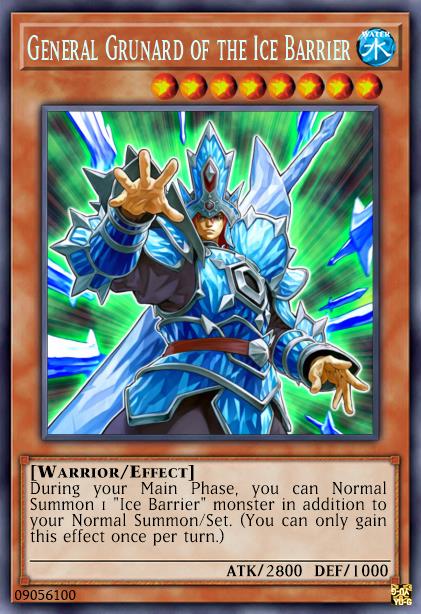 GENERAL GRUNARD OF THE ICE BARRIER
WATER
水
[WARRIOR/EFFECT]
During your Main Phase, you can Normal
Summon 1 "Ice Barrier" monster in addition to
your Normal Summon/Set. (You can only gain
this effect once per turn.)
ATK/2800 DEF/1000
09056100